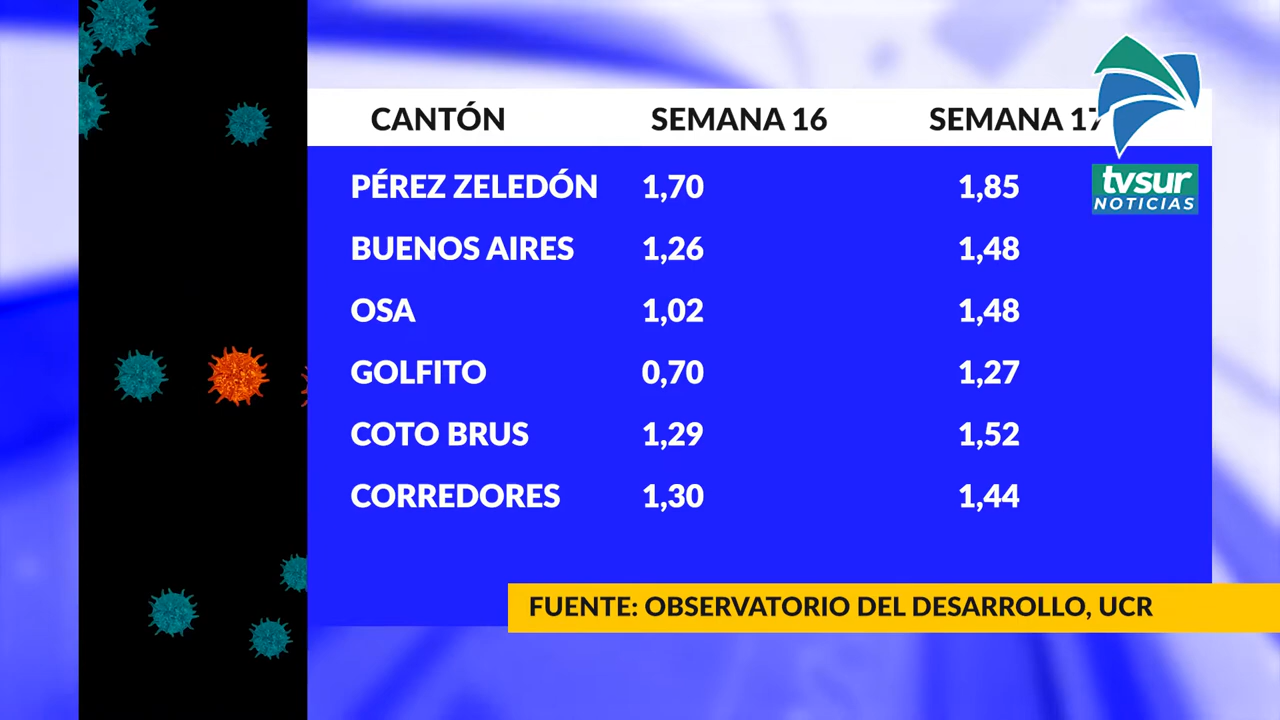 CANTÓN SEMANA 16 SEMANA 17
PÉREZ ZELEDÓN 1,70 1,85
BUENOS AIRES 1,26 1,48
OSA 1,02 1,48
GOLFITO 0,70 1,27
COTO BRUS 1,29 1,52
CORREDORES 1,30 1,44
tvsur
NOTICIAS
FUENTE: OBSERVATORIO DEL DESARROLLO, UCR